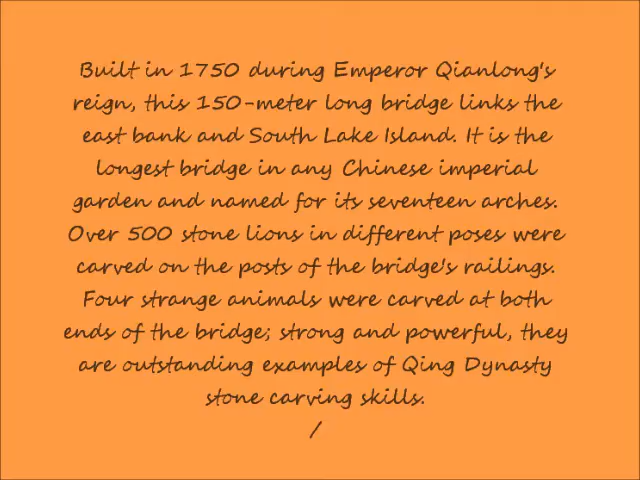 Built in 1750 during Emperor Qianlong's
reign, this 150-meter long bridge links the
east bank and South Lake Island. It is the
longest bridge in any Chinese imperial
garden and named for its seventeen arches.
Over 500 stone lions in different poses were
carved on the posts of the bridge's railings.
Four strange animals were carved at both
ends of the bridge; strong and powerful, they
are outstanding examples of Qing Dynasty
stone carving skills.
/